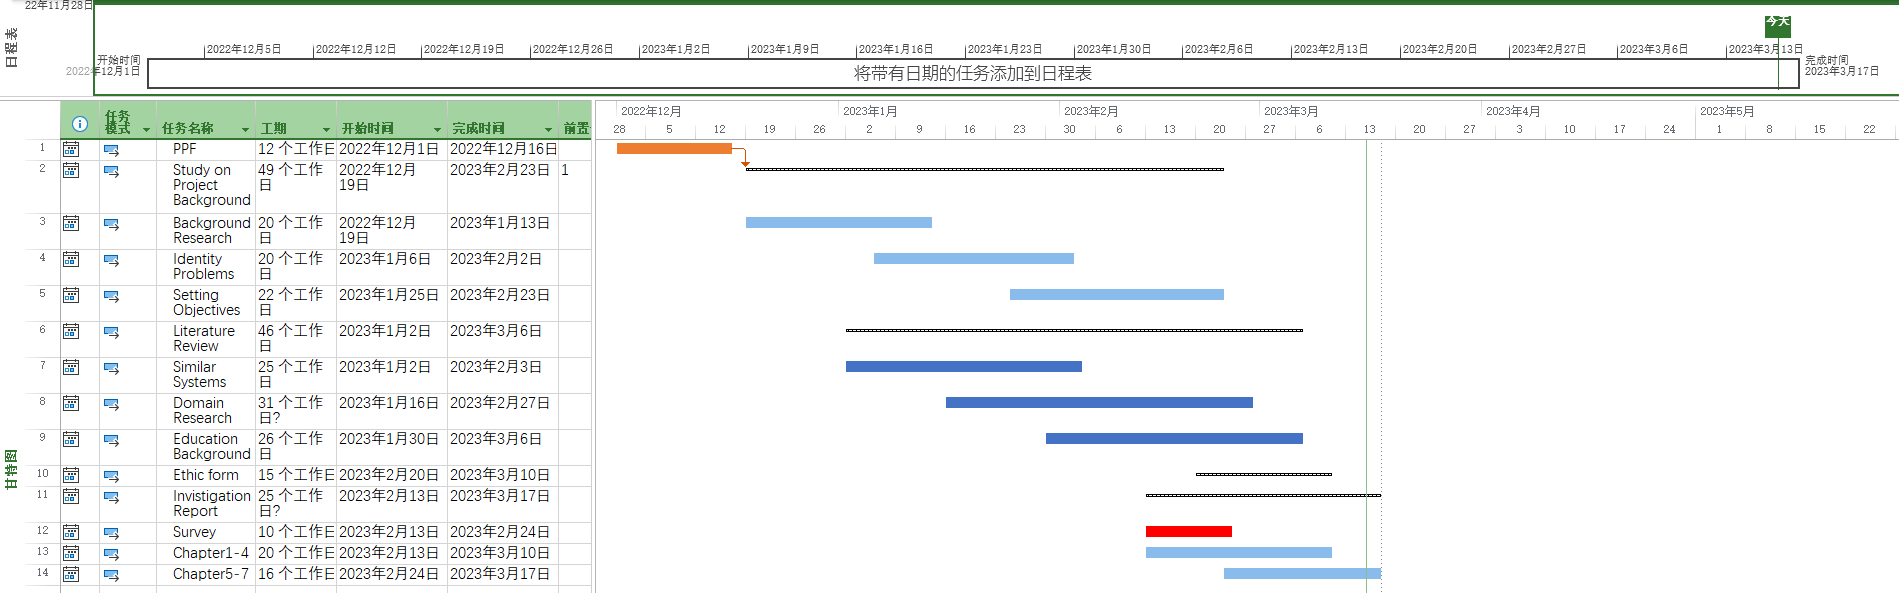 22年11月28日
今天
日程表
2022年12月5日 2022年12月12日 2022年12月19日 2022年12月26日 2023年1月2日 2023年1月9日 2023年1月16日 2023年1月23日 2023年1月30日 2023年2月6日 2023年2月13日 2023年2月20日 2023年2月27日 2023年3月6日 2023年3月13日
开始时间
2022年12月1日
将带有日期的任务添加到日程表
完成时间
2023年3月17日
任务模式 任务名称 工期 开始时间 完成时间 前置
2022年12月 2023年1月 2023年2月 2023年3月 2023年4月 2023年5月
28 5 12 19 26 2 9 16 23 30 6 13 20 27 6 13 20 27 3 10 17 24 1 8 15 22
甘特图
1 PPF 12 个工作日 2022年12月1日 2022年12月16日
2 Study on Project Background 49 个工作日 2022年12月19日 2023年2月23日 1
3 Background Research 20 个工作日 2022年12月19日 2023年1月13日
4 Identity Problems 20 个工作日 2023年1月6日 2023年2月2日
5 Setting Objectives 22 个工作日 2023年1月25日 2023年2月23日
6 Literature Review 46 个工作日 2023年1月2日 2023年3月6日
7 Similar Systems 25 个工作日 2023年1月2日 2023年2月3日
8 Domain Research 31 个工作日? 2023年1月16日 2023年2月27日
9 Education Background 26 个工作日 2023年1月30日 2023年3月6日
10 Ethic form 15 个工作日 2023年2月20日 2023年3月10日
11 Invistigation Report 25 个工作日? 2023年2月13日 2023年3月17日
12 Survey 10 个工作日 2023年2月13日 2023年2月24日
13 Chapter1-4 20 个工作日 2023年2月13日 2023年3月10日
14 Chapter5-7 16 个工作日 2023年2月24日 2023年3月17日